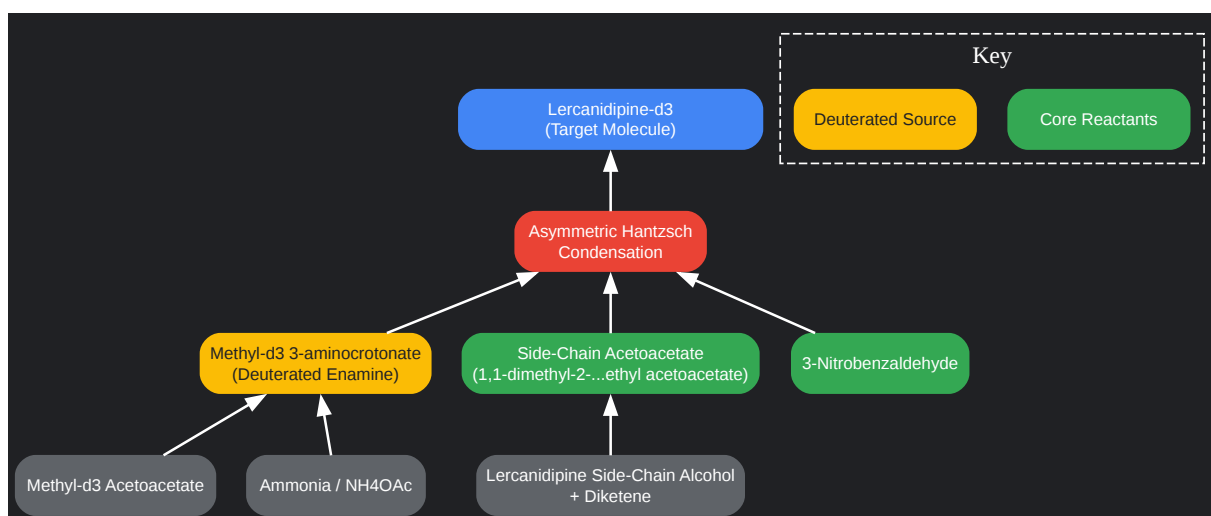 Key
Lercanidipine-d3
(Target Molecule)
Deuterated Source
Core Reactants
Asymmetric Hantzsch
Condensation
Methyl-d3 3-aminocrotonate
(Deuterated Enamine)
Side-Chain Acetoacetate
(1,1-dimethyl-2-...ethyl acetoacetate)
3-Nitrobenzaldehyde
Methyl-d3 Acetoacetate
Ammonia / NH4OAc
Lercanidipine Side-Chain Alcohol
+ Diketene